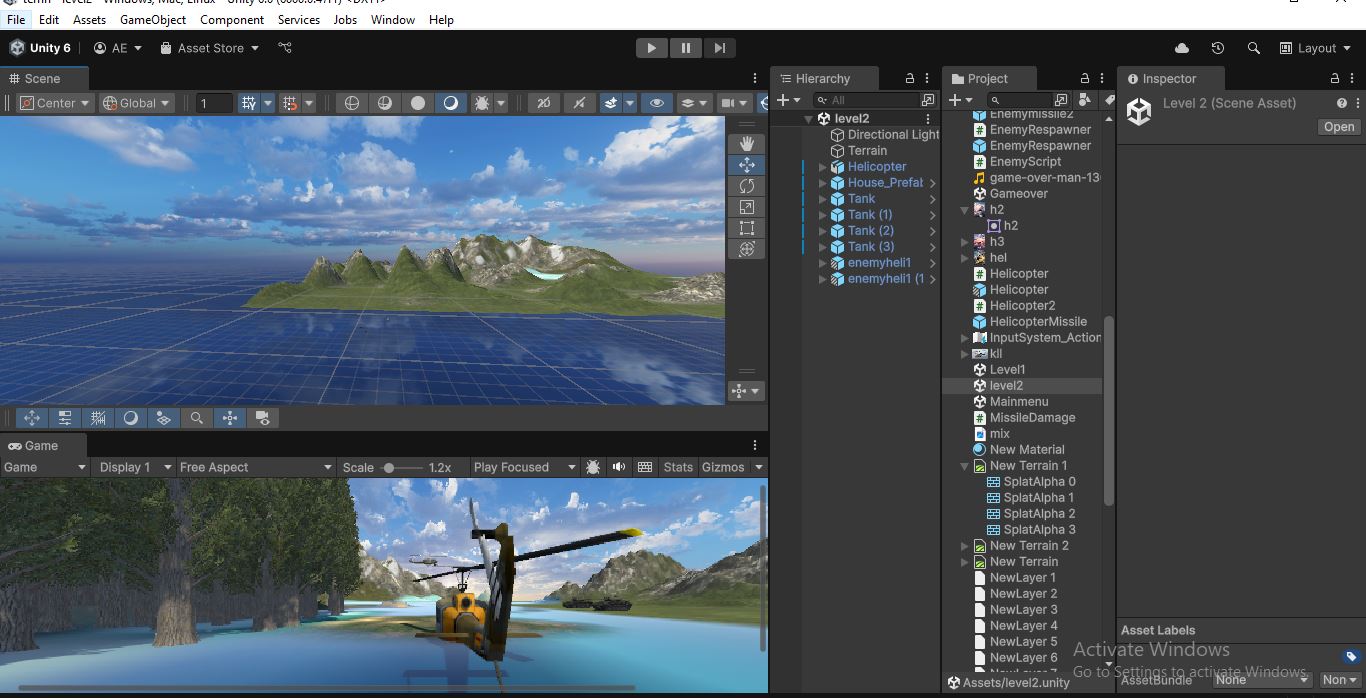 File Edit Assets GameObject Component Services Jobs Window Help
Unity 6 AE Asset Store Layout
Scene
Center Global 1
Game
Game Display 1 Free Aspect Scale 1.2x Play Focused Stats Gizmos
Hierarchy
All
level2
Directional Light
Terrain
Helicopter
House_Prefab
Tank
Tank (1)
Tank (2)
Tank (3)
enemyheli1
enemyheli1 (1
Project
Enemymissile2
EnemyRespawner
EnemyRespawner
EnemyScript
game-over-man-13
Gameover
h2
h2
h3
hel
Helicopter
Helicopter
Helicopter2
HelicopterMissile
InputSystem_Action
kll
Level1
level2
Mainmenu
MissileDamage
mix
New Material
New Terrain 1
SplatAlpha 0
SplatAlpha 1
SplatAlpha 2
SplatAlpha 3
New Terrain 2
New Terrain
NewLayer 1
NewLayer 2
NewLayer 3
NewLayer 4
NewLayer 5
NewLayer 6
Assets/level2.unity
Inspector
Level 2 (Scene Asset)
Open
Asset Labels
AssetBundle None Non
Activate Windows
Go to Settings to activate Windows.